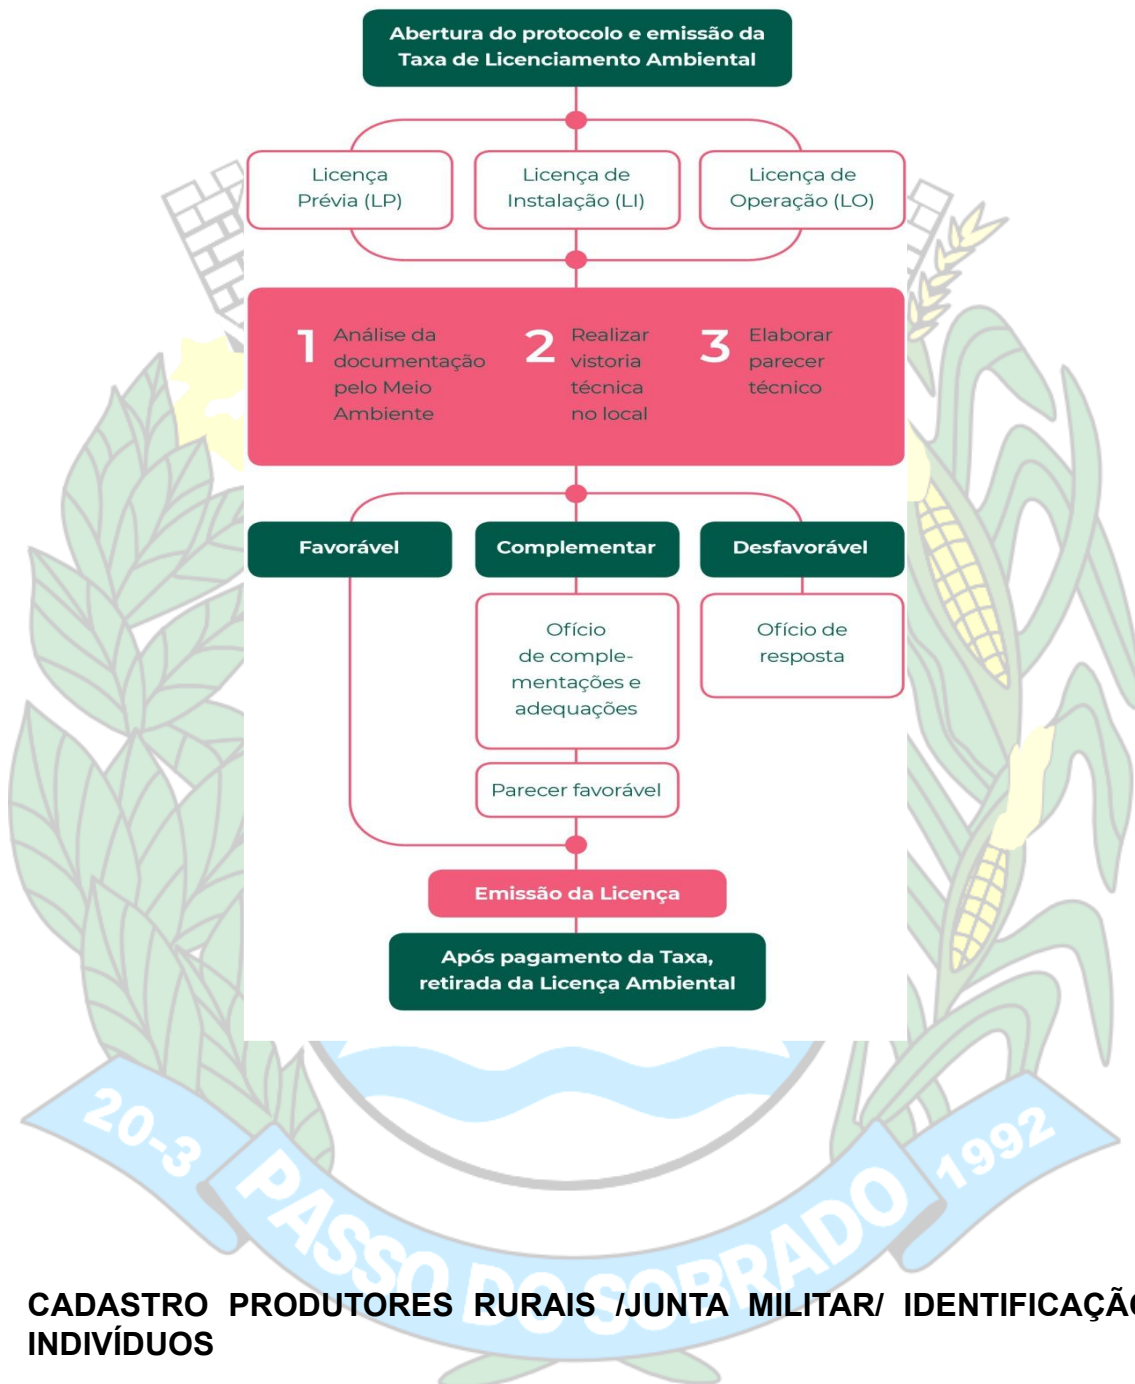 Abertura do protocolo e emissão da
Taxa de Licenciamento Ambiental
Licença
Prévia (LP)
Licença de
Instalação (LI)
Licença de
Operação (LO)
1
Análise da
documentação
pelo Meio
Ambiente
2
Realizar
vistoria
técnica
no local
3
Elaborar
parecer
técnico
Favorável
Complementar
Desfavorável
Ofício
de comple-
mentações e
adequações
Ofício de
resposta
Parecer favorável
Emissão da Licença
Após pagamento da Taxa,
retirada da Licença Ambiental
20-3
PASSO DO SOBRADO
1992
CADASTRO PRODUTORES RURAIS /JUNTA MILITAR/ IDENTIFICAÇÃO
INDIVÍDUOS